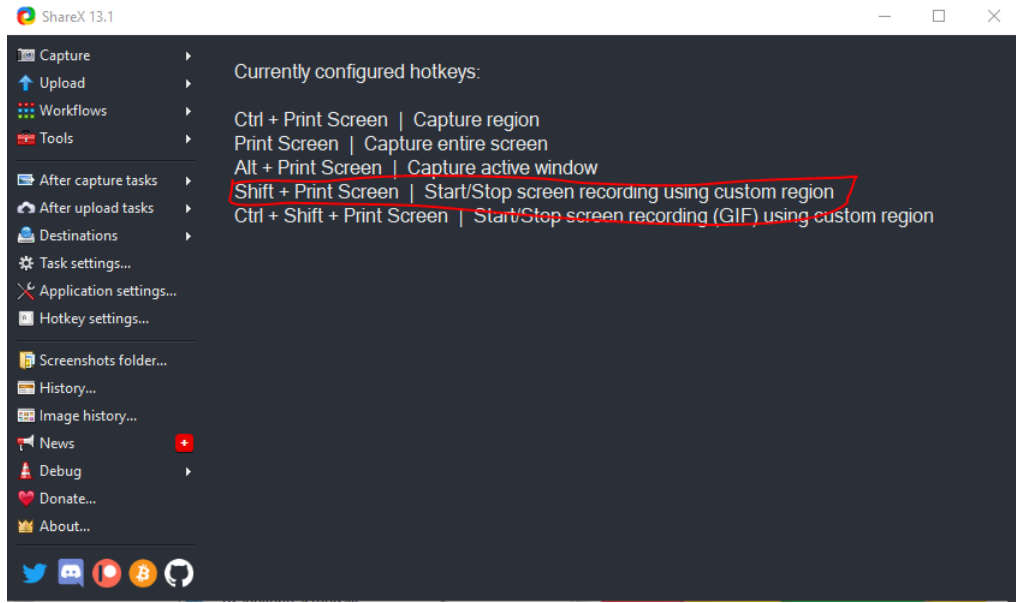 ShareX 13.1
Capture
Upload
Workflows
Tools
After capture tasks
After upload tasks
Destinations
Task settings...
Application settings...
Hotkey settings...
Screenshots folder...
History...
Image history...
News
Debug
Donate...
About...
Currently configured hotkeys:
Ctrl + Print Screen | Capture region
Print Screen | Capture entire screen
Alt + Print Screen | Capture active window
Shift + Print Screen | Start/Stop screen recording using custom region
Ctrl + Shift + Print Screen | Start/Stop screen recording (GIF) using custom region